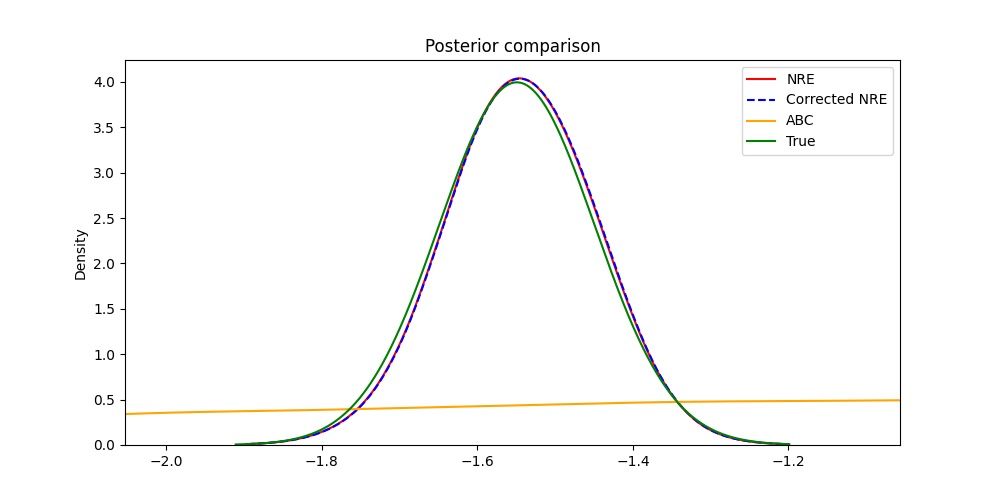 Posterior comparison
NRE
Corrected NRE
ABC
True
Density
4.0
3.5
3.0
2.5
2.0
1.5
1.0
0.5
0.0
−2.0 −1.8 −1.6 −1.4 −1.2